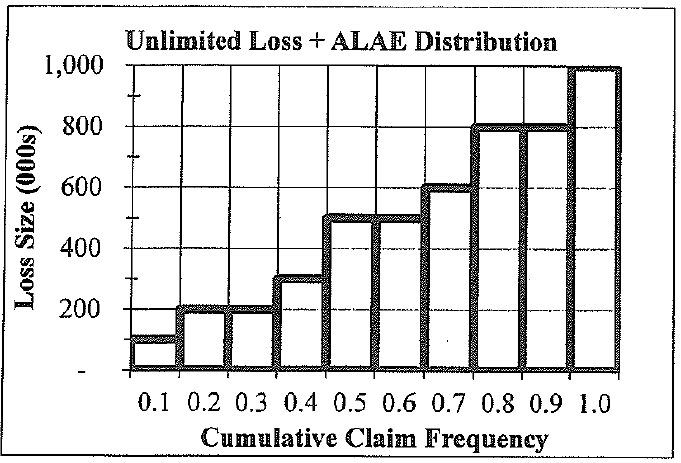 Unlimited Loss + ALAE Distribution
1,000
800
600
400
200
-
Loss Size (000s)
0.1 0.2 0.3 0.4 0.5 0.6 0.7 0.8 0.9 1.0
Cumulative Claim Frequency